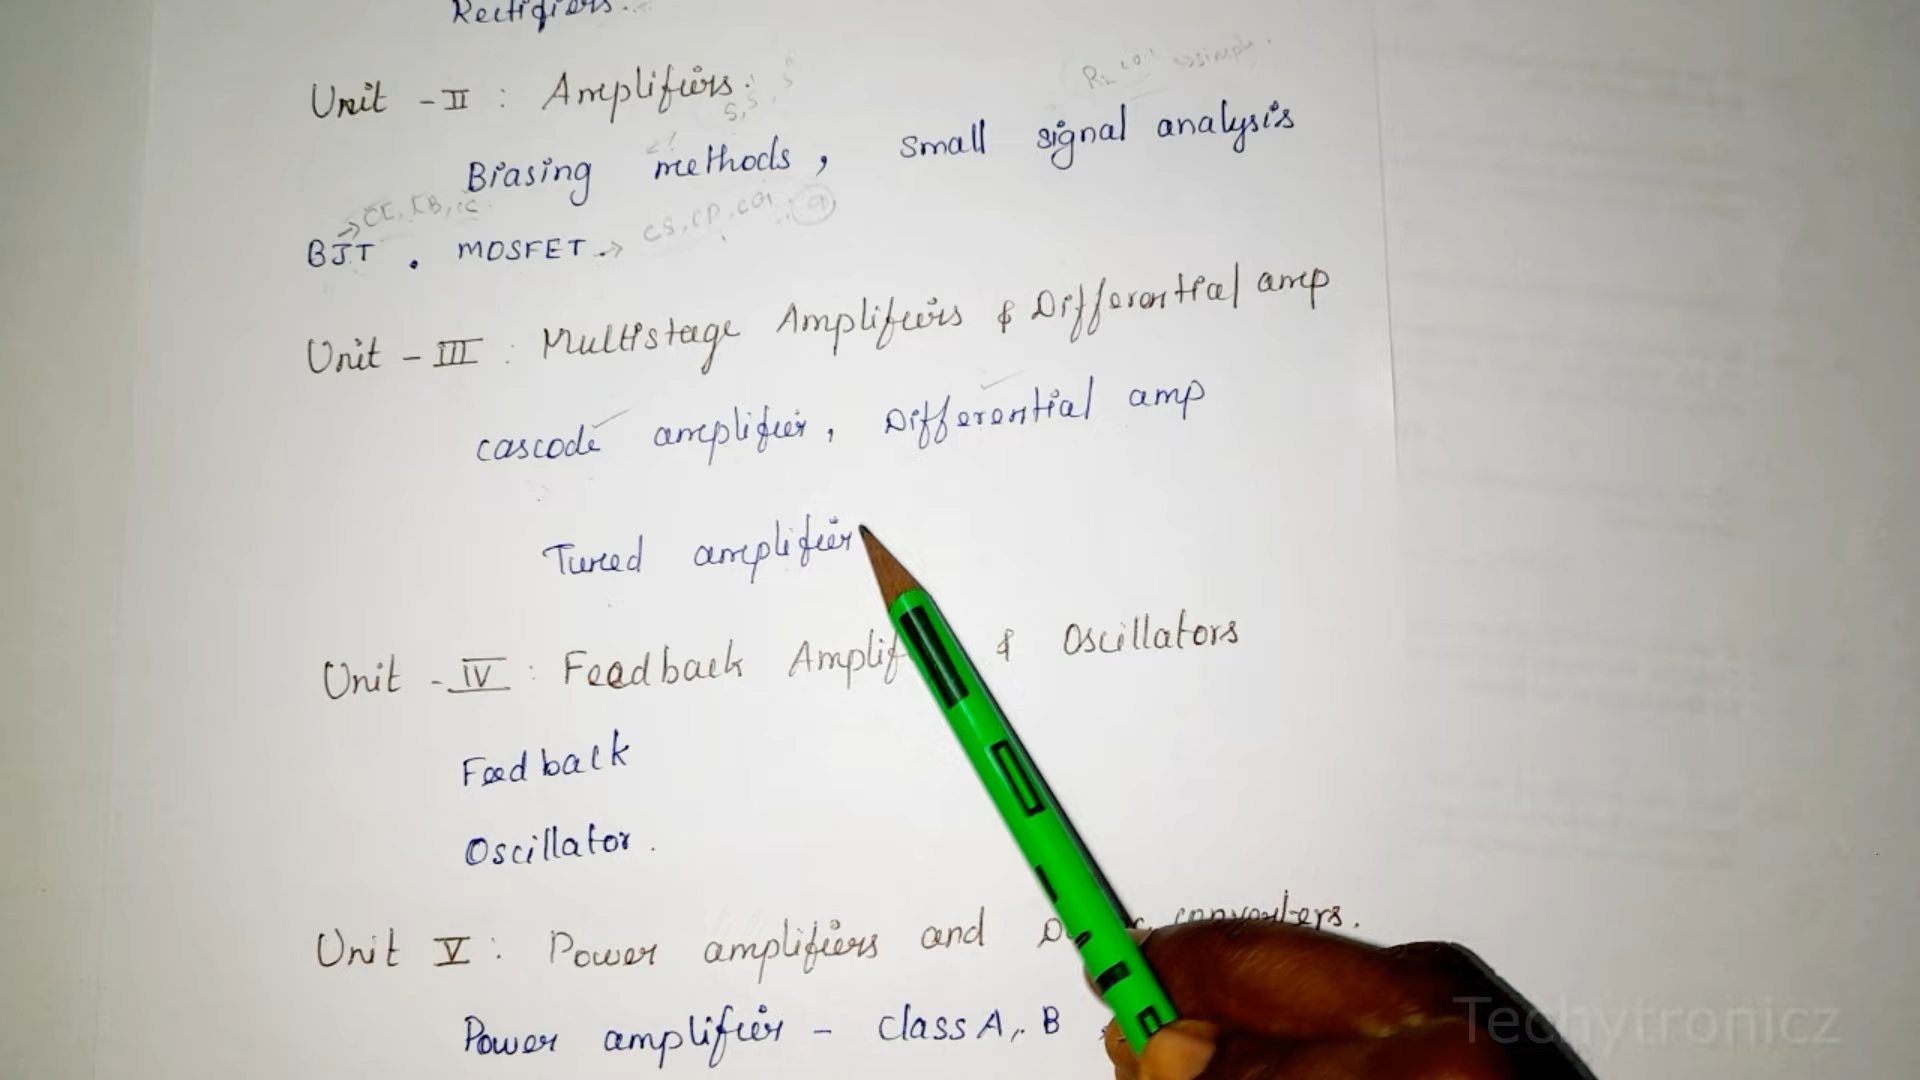 Rectifiers.
Unit - II : Amplifiers.
Biasing methods, small signal analysis
BJT . MOSFET →
Unit - III : Multistage Amplifiers & Differential amp
cascode amplifier, Differential amp
Tuned amplifier
Unit - IV : Feedback Amplif & Oscillators
Feedback
Oscillator.
Unit V : Power amplifiers and converters.
Power amplifier - class A, B
Techytronicz